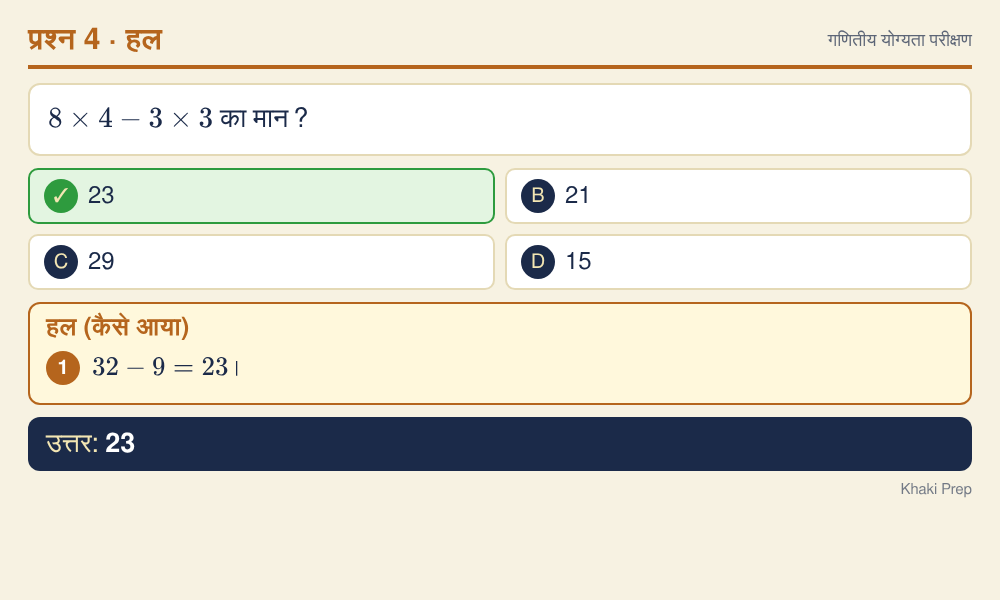 प्रश्न 4 · हल
गणितीय योग्यता परीक्षण
8 × 4 − 3 × 3 का मान ?
✓ 23
B 21
C 29
D 15
हल (कैसे आया)
1 32 − 9 = 23।
उत्तर: 23
Khaki Prep